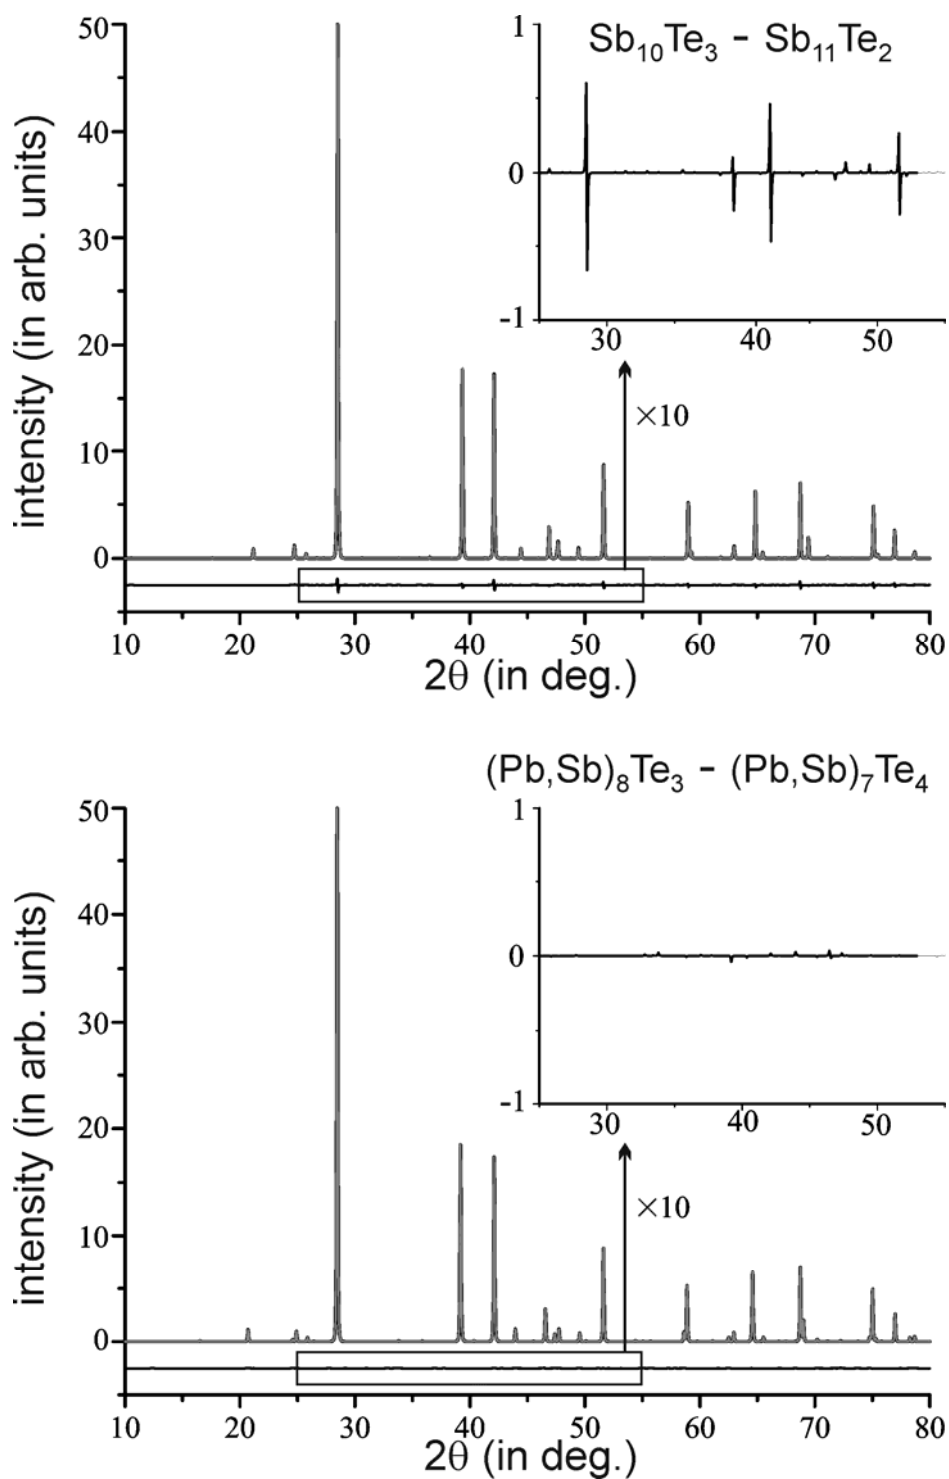 Sb₁₀Te₃ - Sb₁₁Te₂
intensity (in arb. units)
50
40
30
20
10
0
1
0
-1
30 40 50
×10
10 20 30 40 50 60 70 80
2θ (in deg.)
(Pb,Sb)₈Te₃ - (Pb,Sb)₇Te₄
intensity (in arb. units)
50
40
30
20
10
0
1
0
-1
30 40 50
×10
10 20 30 40 50 60 70 80
2θ (in deg.)